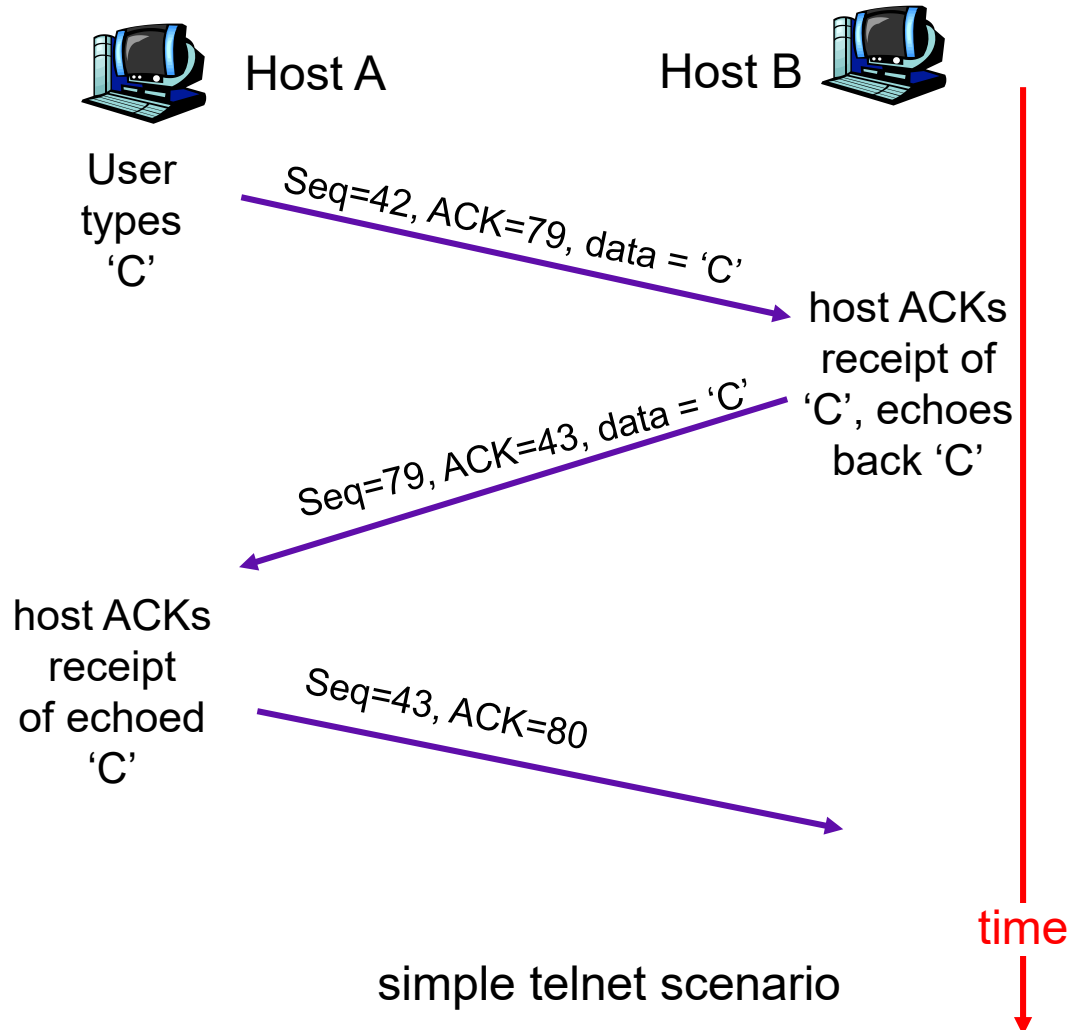 Host A
Host B
User
types
‘C’
Seq=42, ACK=79, data = ‘C’
host ACKs
receipt of
‘C’, echoes
back ‘C’
Seq=79, ACK=43, data = ‘C’
host ACKs
receipt
of echoed
‘C’
Seq=43, ACK=80
time
simple telnet scenario